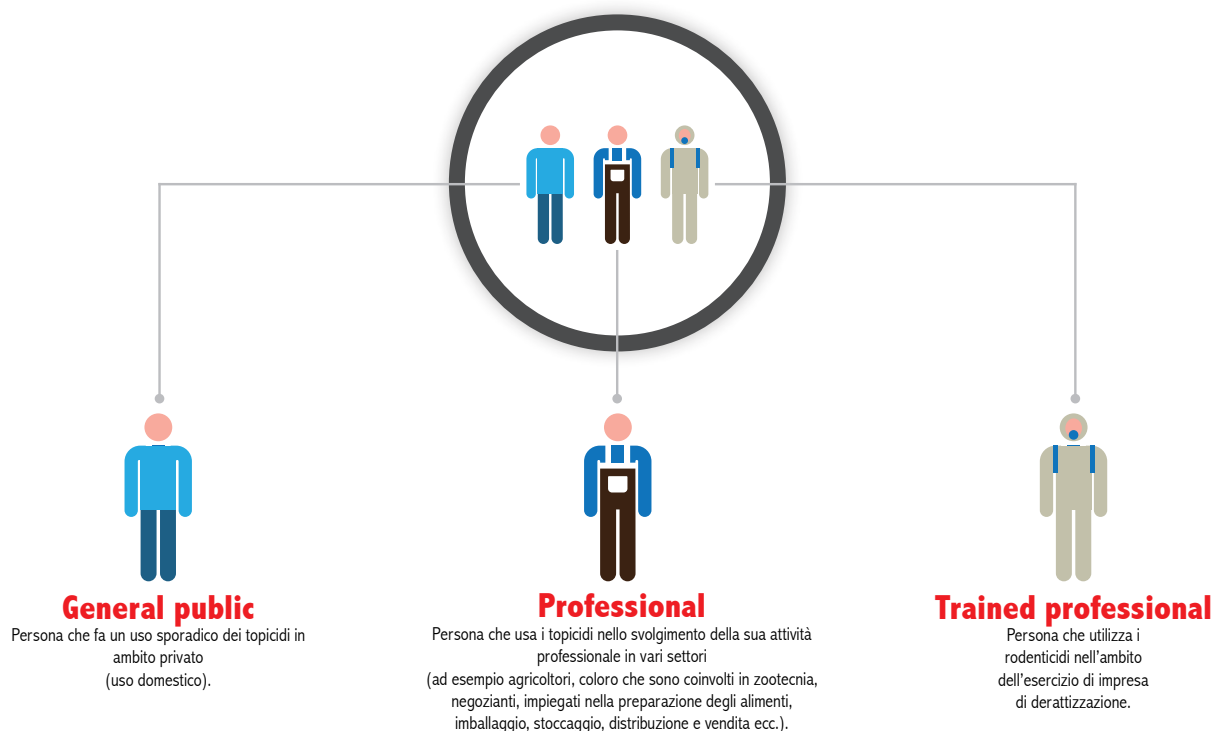 General public
Persona che fa un uso sporadico dei topicidi in
ambito privato
(uso domestico).
Professional
Persona che usa i topicidi nello svolgimento della sua attività
professionale in vari settori
(ad esempio agricoltori, coloro che sono coinvolti in zootecnia,
negozianti, impiegati nella preparazione degli alimenti,
imballaggio, stoccaggio, distribuzione e vendita ecc.).
Trained professional
Persona che utilizza i
rodenticidi nell'ambito
dell'esercizio di impresa
di derattizzazione.